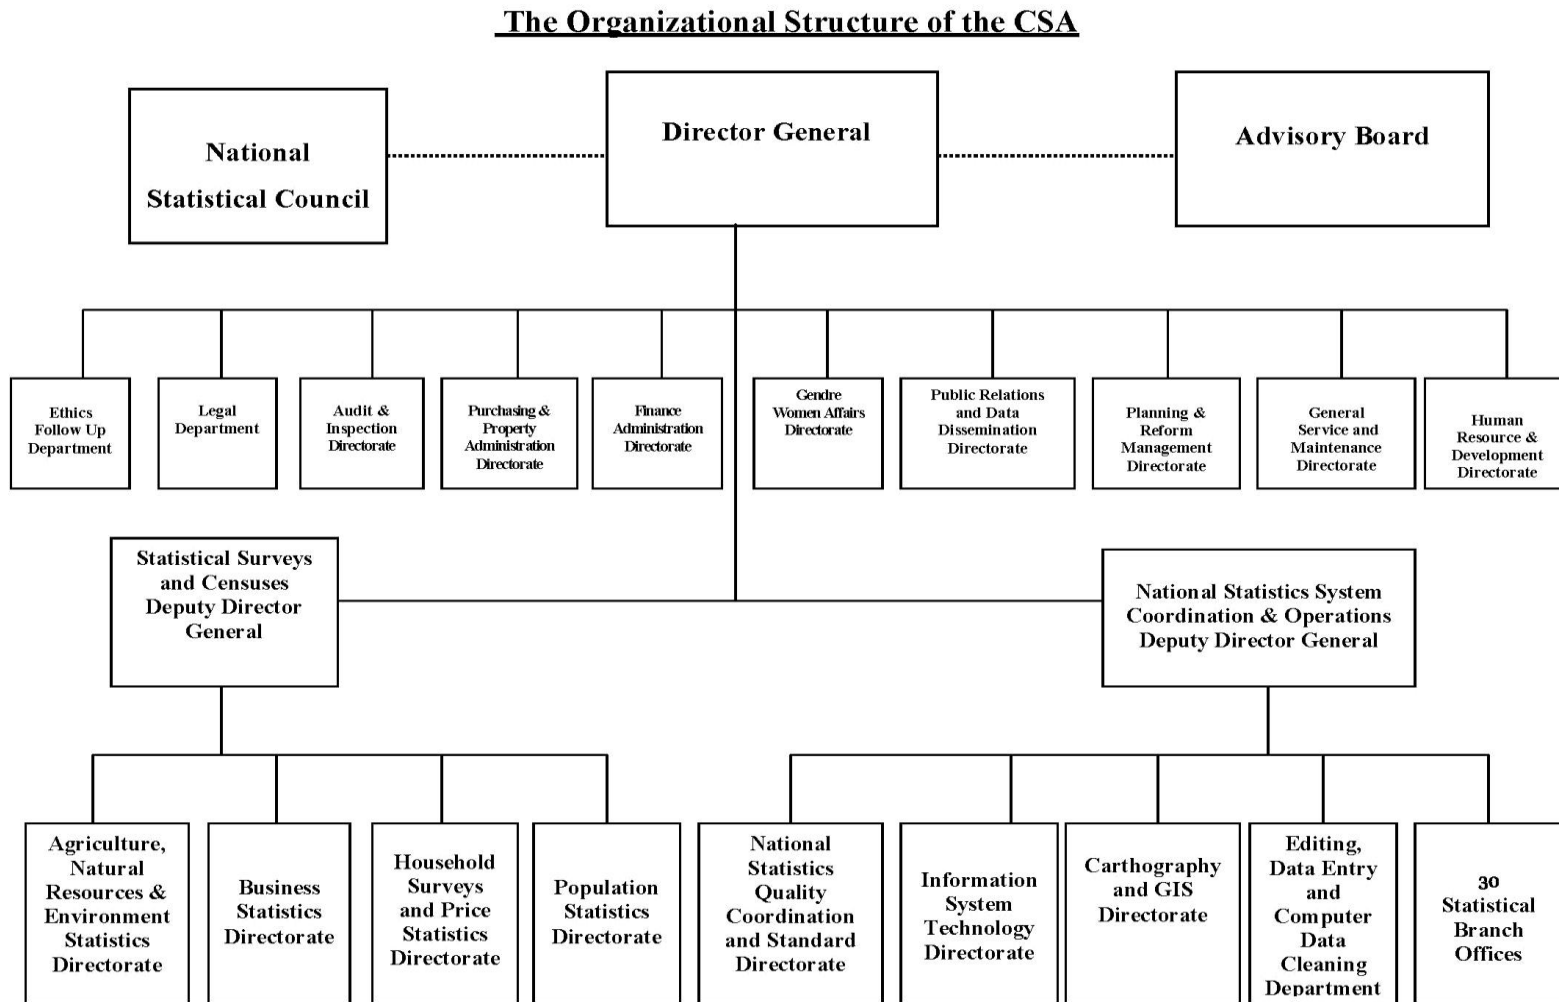 The Organizational Structure of the CSA
National
Statistical Council
Director General
Advisory Board
Ethics
Follow Up
Department
Legal
Department
Audit &
Inspection
Directorate
Purchasing &
Property
Administration
Directorate
Finance
Administration
Directorate
Gendre
Women Affairs
Directorate
Public Relations
and Data
Dissemination
Directorate
Planning &
Reform
Management
Directorate
General
Service and
Maintenance
Directorate
Human
Resource &
Development
Directorate
Statistical Surveys
and Censuses
Deputy Director
General
National Statistics System
Coordination & Operations
Deputy Director General
Agriculture,
Natural
Resources &
Environment
Statistics
Directorate
Business
Statistics
Directorate
Household
Surveys
and Price
Statistics
Directorate
Population
Statistics
Directorate
National
Statistics
Quality
Coordination
and Standard
Directorate
Information
System
Technology
Directorate
Carthography
and GIS
Directorate
Editing,
Data Entry
and
Computer
Data
Cleaning
Department
30
Statistical
Branch
Offices